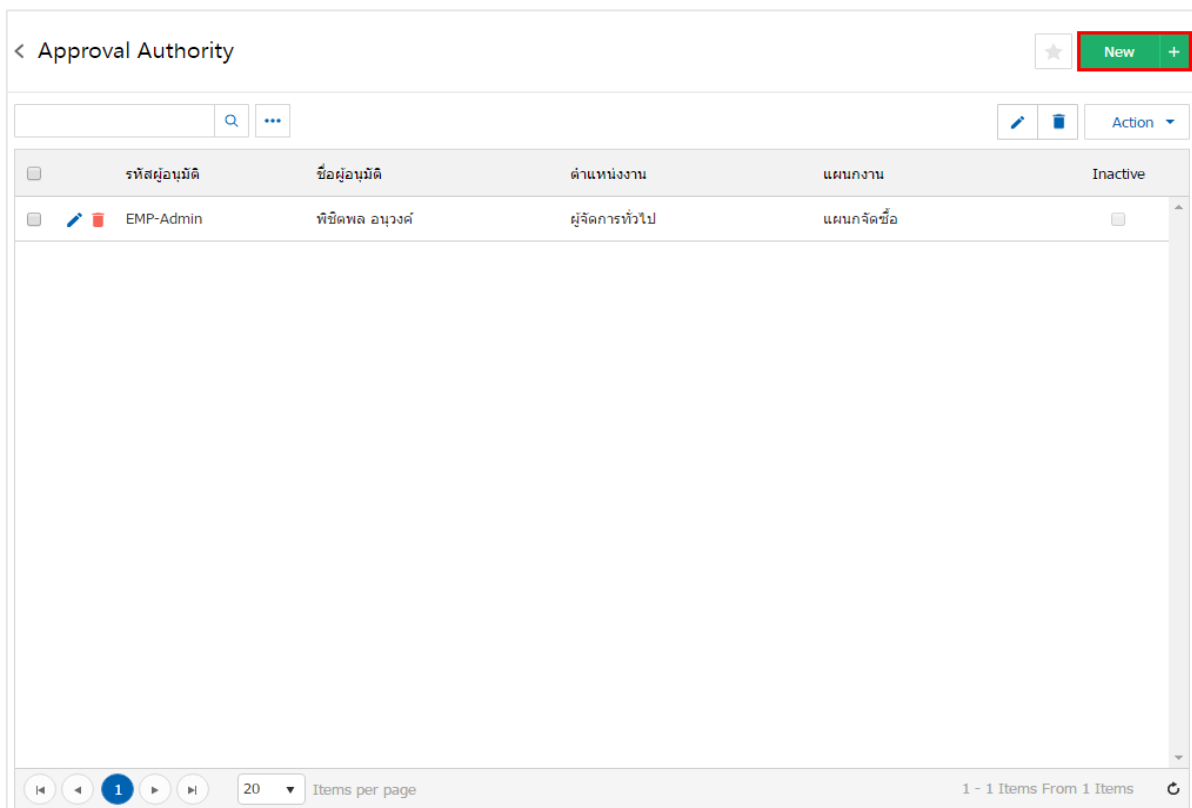 Approval Authority
New +
Action
รหัสผู้อนุมัติ ชื่อผู้อนุมัติ ตำแหน่งงาน แผนกงาน Inactive
EMP-Admin พิชิตพล อนุวงค์ ผู้จัดการทั่วไป แผนกจัดซื้อ
1 20 Items per page 1 - 1 Items From 1 Items